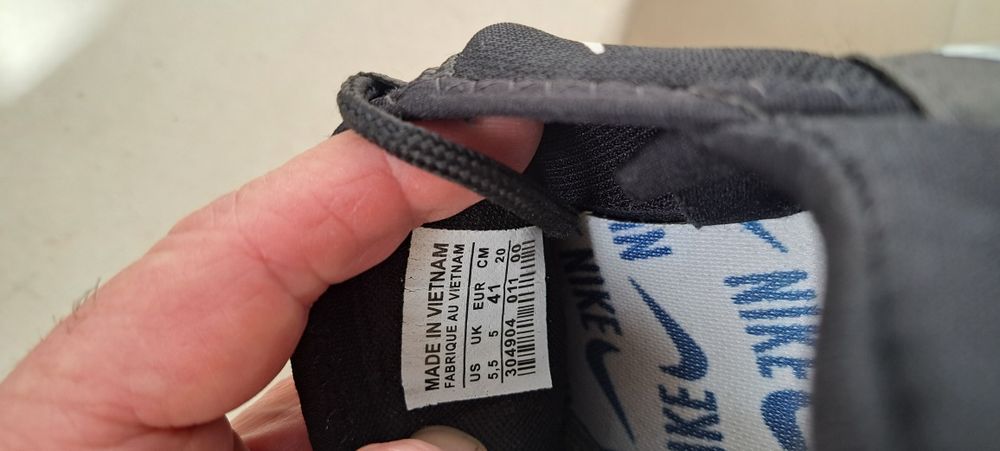 MADE IN VIETNAM
FABRIQUE AU VIETNAM
US UK EUR CM
5,5 5 41 20
304904 011 00
NIKE
NIKE
NIKE